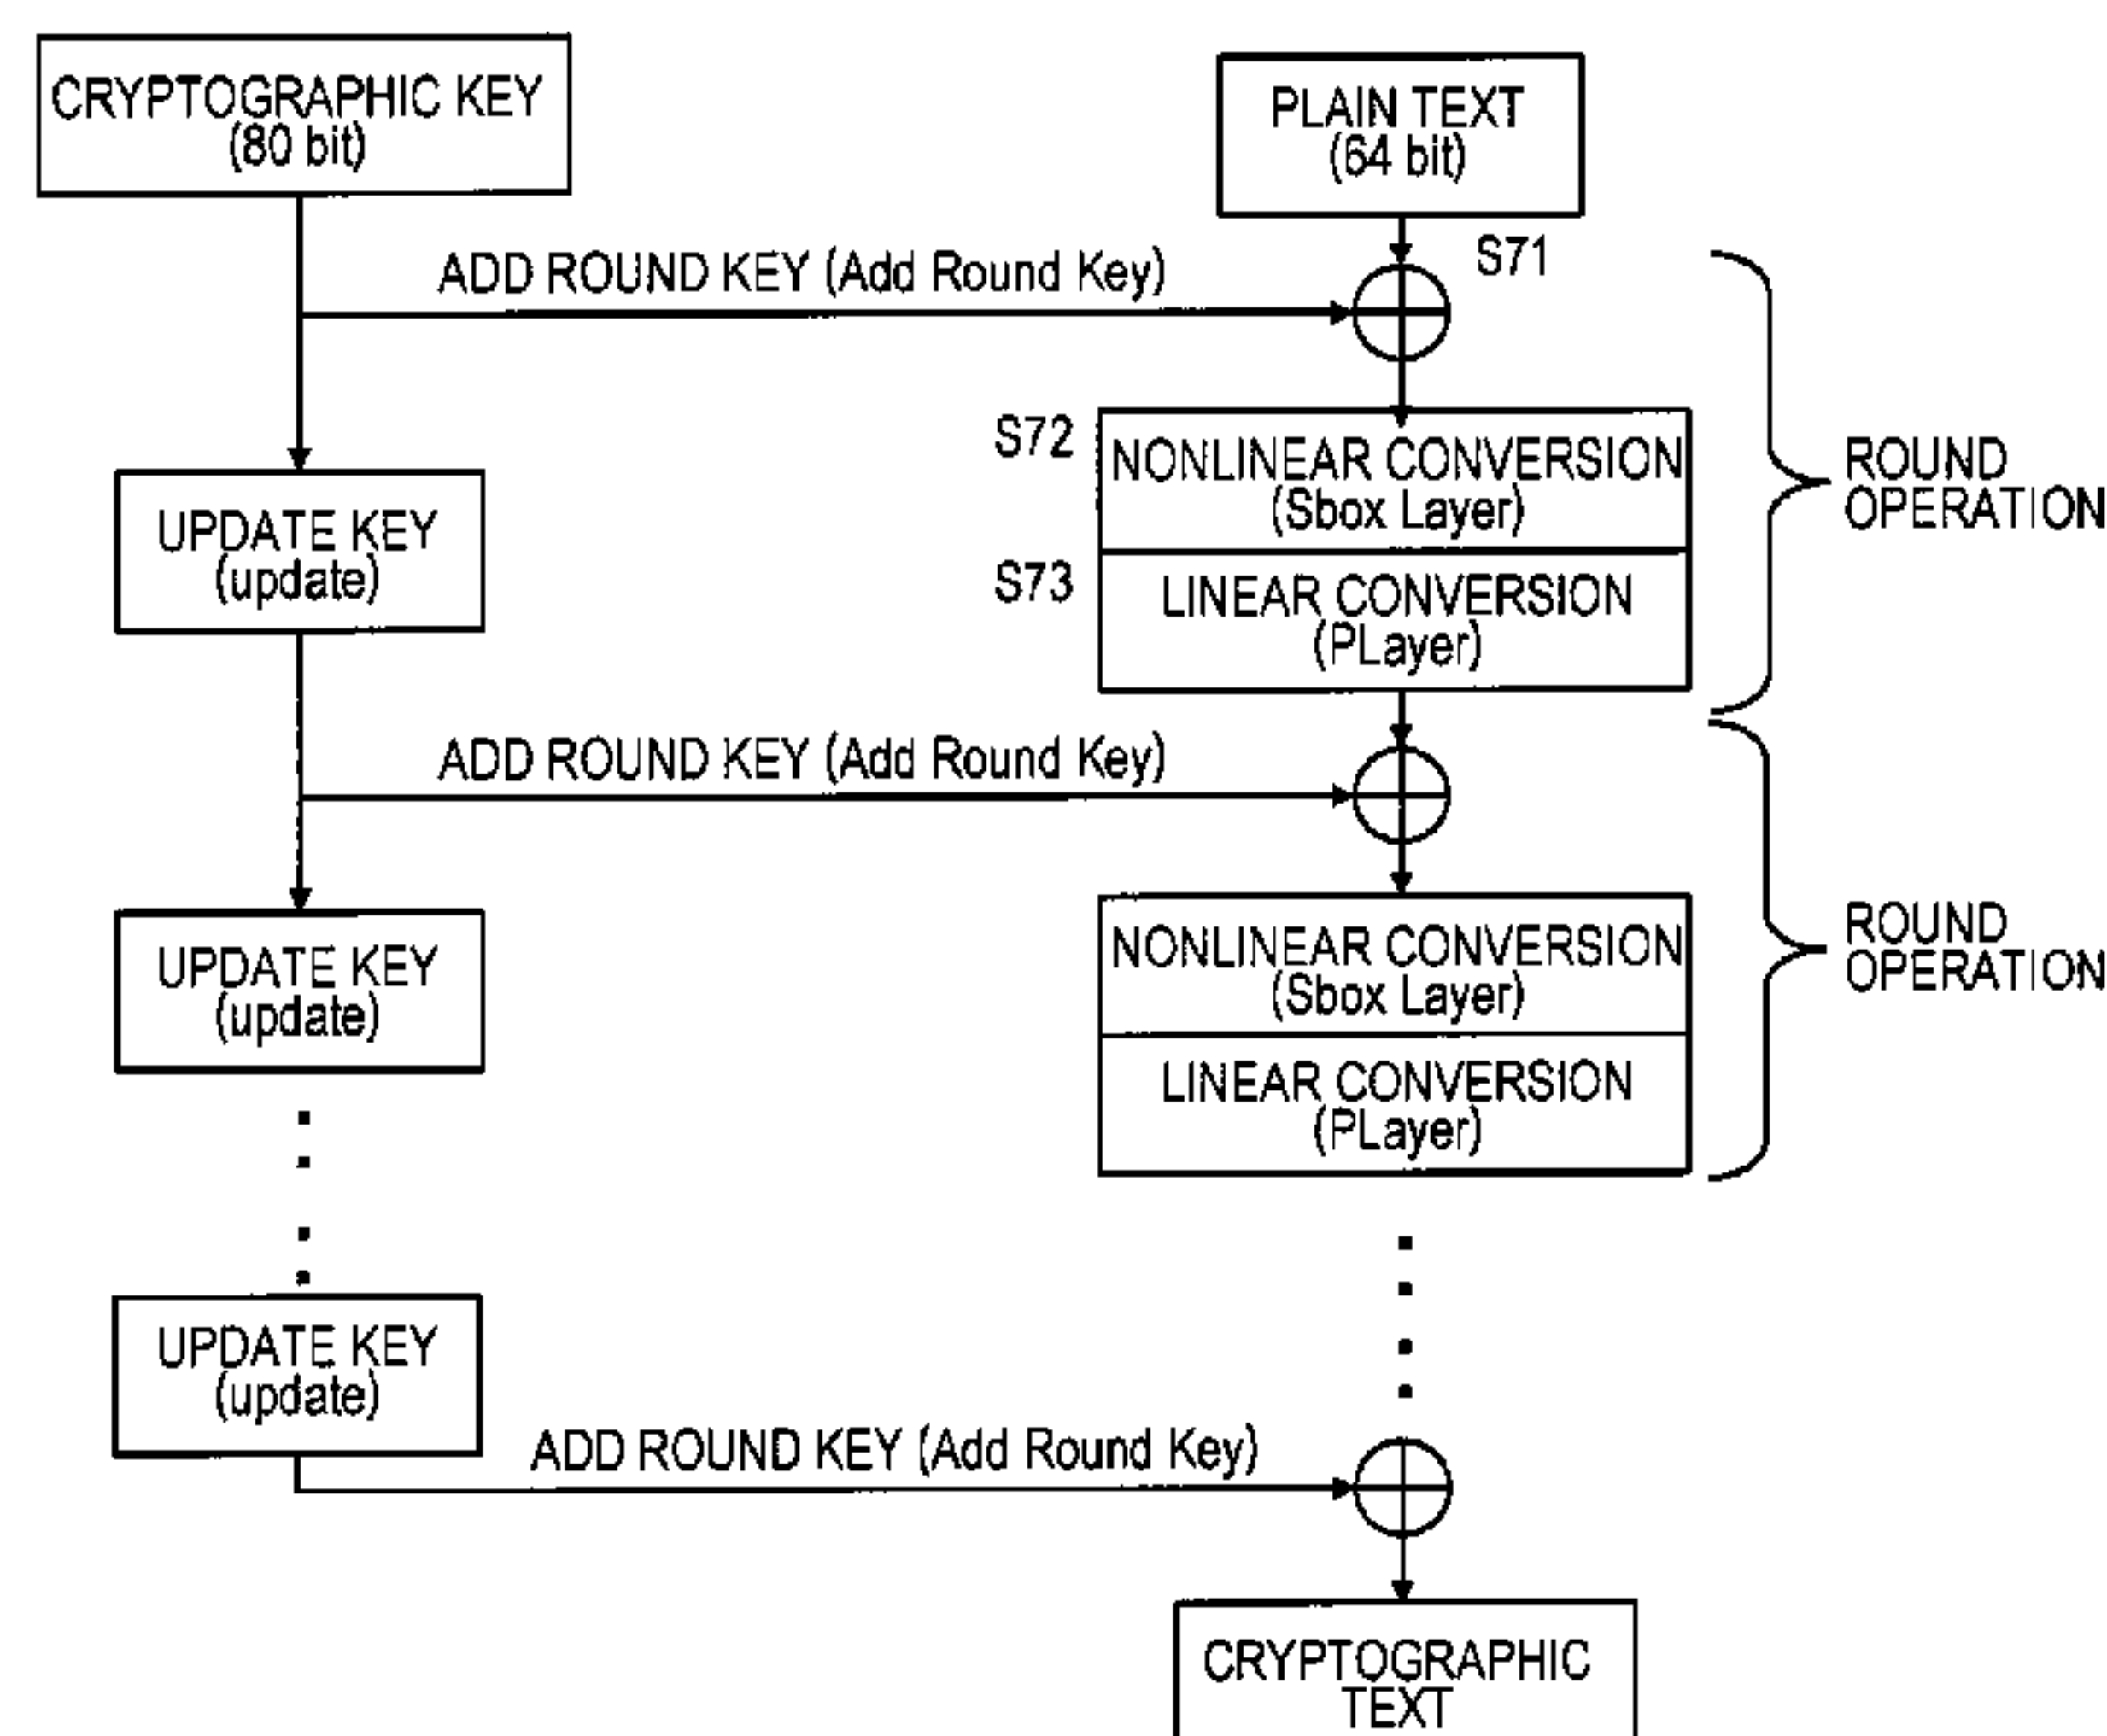 CRYPTOGRAPHIC KEY
(80 bit)
PLAIN TEXT
(64 bit)
S71
ADD ROUND KEY (Add Round Key)
S72
NONLINEAR CONVERSION
(Sbox Layer)
S73
LINEAR CONVERSION
(PLayer)
ROUND
OPERATION
UPDATE KEY
(update)
ADD ROUND KEY (Add Round Key)
NONLINEAR CONVERSION
(Sbox Layer)
LINEAR CONVERSION
(PLayer)
ROUND
OPERATION
UPDATE KEY
(update)
UPDATE KEY
(update)
ADD ROUND KEY (Add Round Key)
CRYPTOGRAPHIC
TEXT